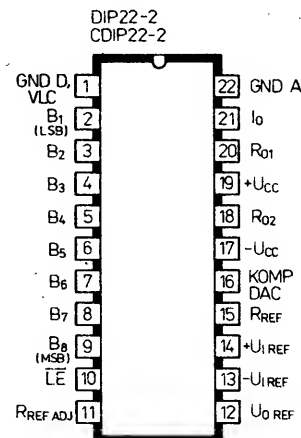 DIP22-2
CDIP22-2
GND D,
VLC 1
B1 2
(LSB)
B2 3
B3 4
B4 5
B5 6
B6 7
B7 8
B8 9
(MSB)
L̅E̅ 10
RREF ADJ 11
22 GND A
21 I0
20 R01
19 +UCC
18 R02
17 -UCC
16 KOMP
DAC
15 RREF
14 +UI REF
13 -UI REF
12 U0 REF